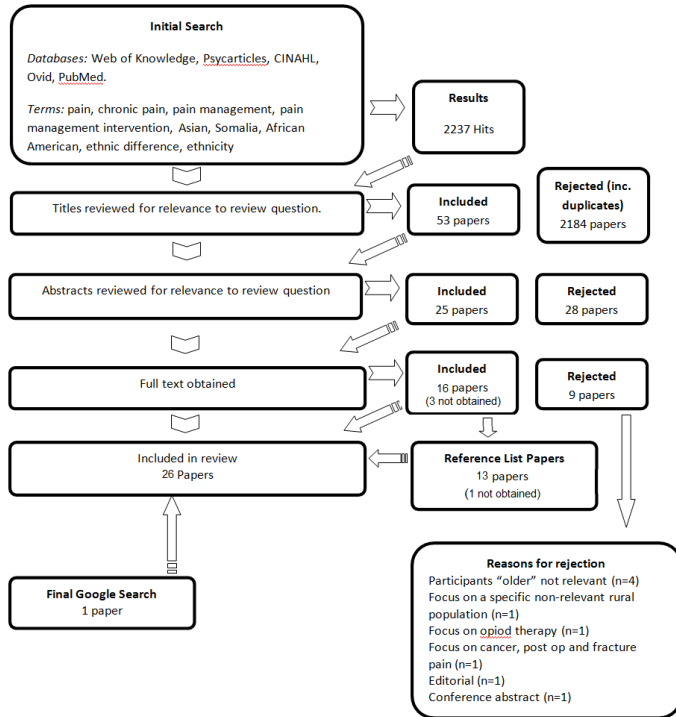 Initial Search
Databases: Web of Knowledge, Psycarticles, CINAHL,
Ovid, PubMed.
Terms: pain, chronic pain, pain management, pain
management intervention, Asian, Somalia, African
American, ethnic difference, ethnicity
Results
2237 Hits
Titles reviewed for relevance to review question.
Included
53 papers
Rejected (inc.
duplicates)
2184 papers
Abstracts reviewed for relevance to review question
Included
25 papers
Rejected
28 papers
Full text obtained
Included
16 papers
(3 not obtained)
Rejected
9 papers
Included in review
26 Papers
Reference List Papers
13 papers
(1 not obtained)
Final Google Search
1 paper
Reasons for rejection
Participants “older” not relevant (n=4)
Focus on a specific non-relevant rural
population (n=1)
Focus on opiod therapy (n=1)
Focus on cancer, post op and fracture
pain (n=1)
Editorial (n=1)
Conference abstract (n=1)